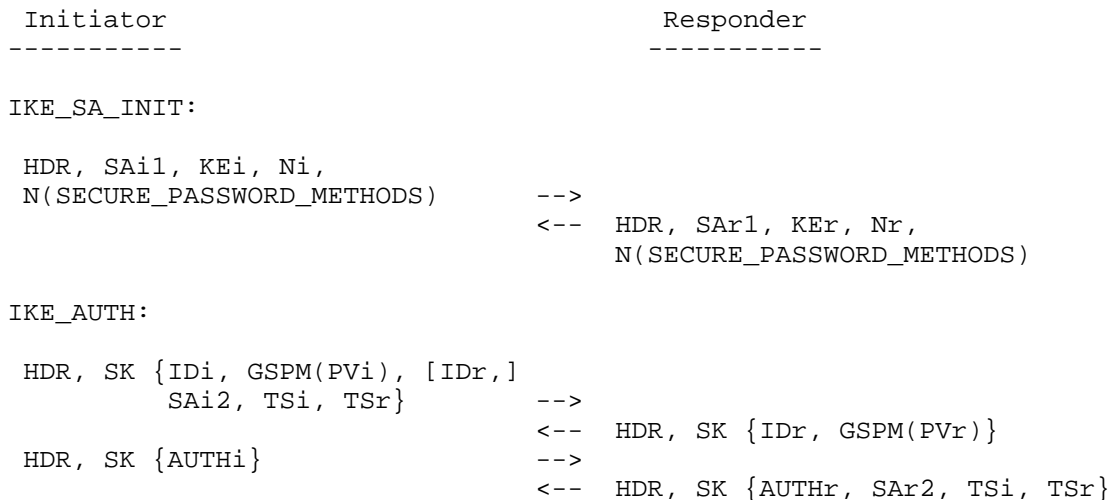 Initiator                                 Responder
-----------                               -----------
IKE_SA_INIT:
HDR, SAi1, KEi, Ni,
N(SECURE_PASSWORD_METHODS)      -->
<-- HDR, SAr1, KEr, Nr,
N(SECURE_PASSWORD_METHODS)
IKE_AUTH:
HDR, SK {IDi, GSPM(PVi), [IDr,]
SAi2, TSi, TSr}      -->
<-- HDR, SK {IDr, GSPM(PVr)}
HDR, SK {AUTHi}      -->
<-- HDR, SK {AUTHr, SAr2, TSi, TSr}